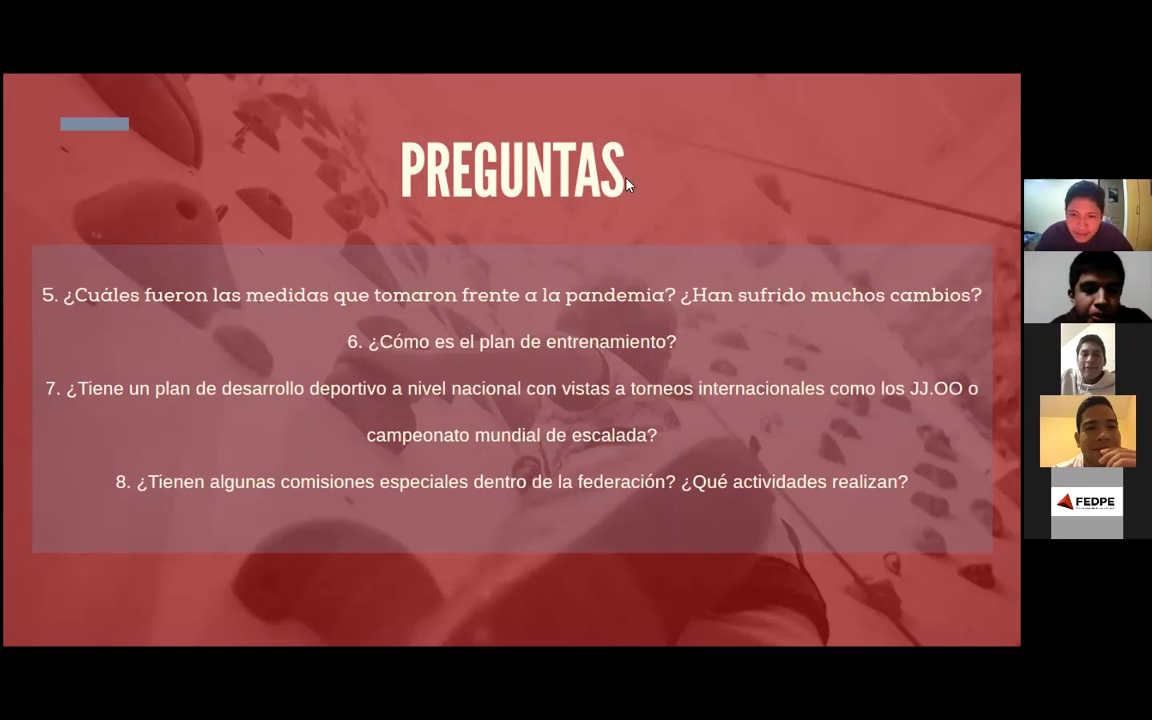 PREGUNTAS
5. ¿Cuáles fueron las medidas que tomaron frente a la pandemia? ¿Han sufrido muchos cambios?
6. ¿Cómo es el plan de entrenamiento?
7. ¿Tiene un plan de desarrollo deportivo a nivel nacional con vistas a torneos internacionales como los JJ.OO o
campeonato mundial de escalada?
8. ¿Tienen algunas comisiones especiales dentro de la federación? ¿Qué actividades realizan?
FEDPE